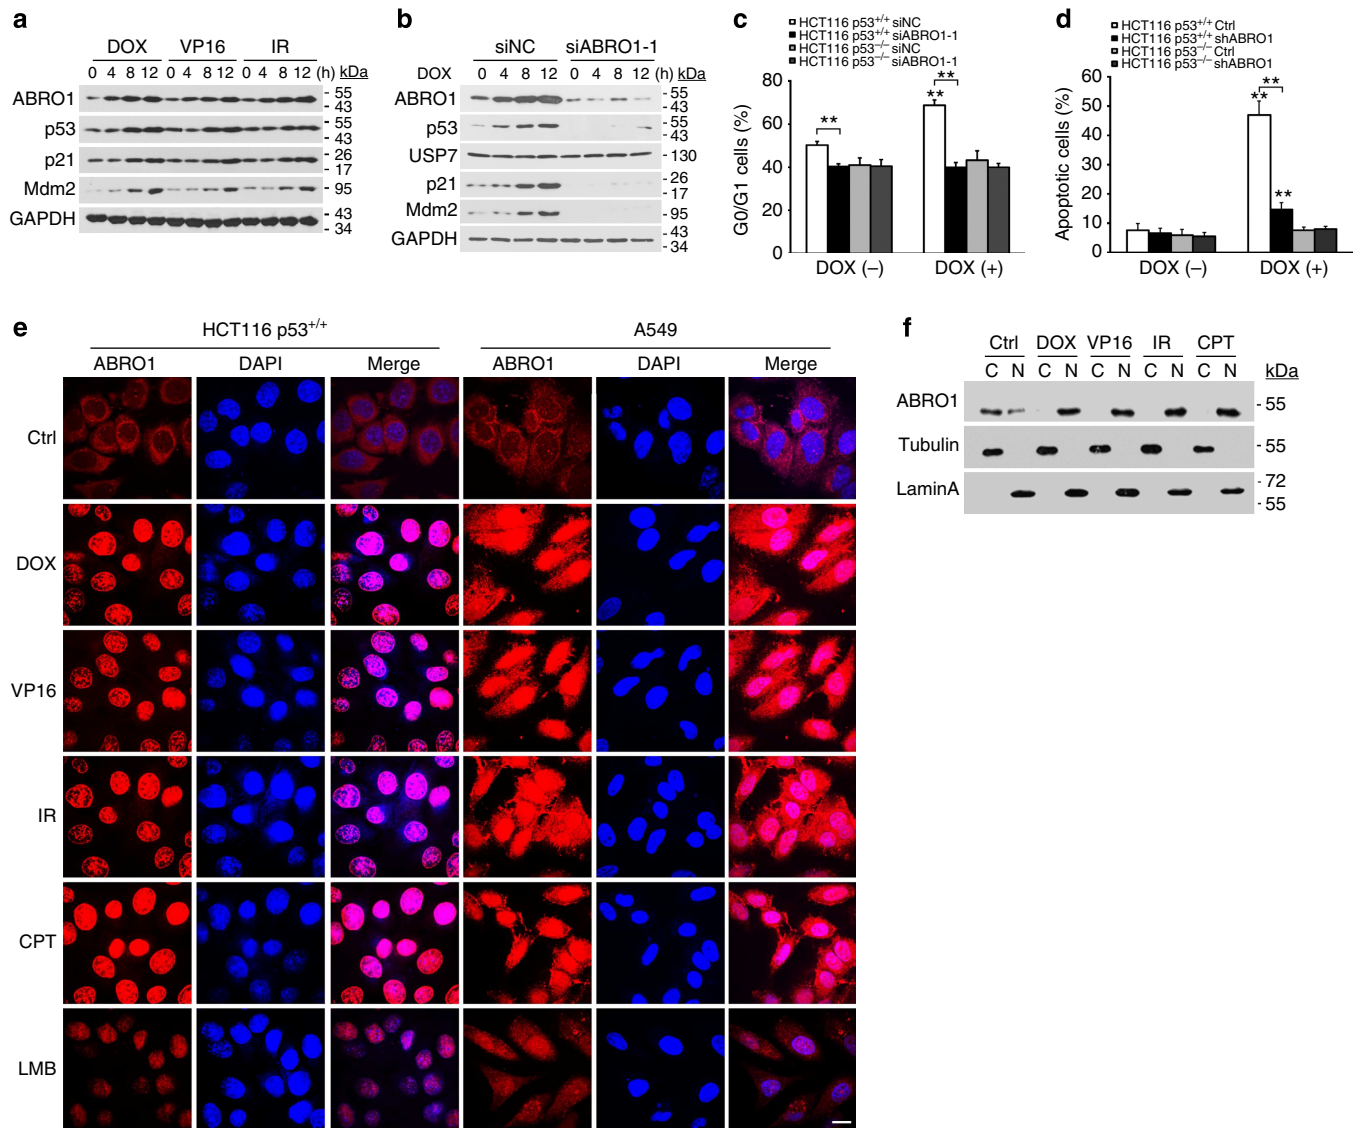 a
DOX VP16 IR
0 4 8 12 0 4 8 12 0 4 8 12 (h) kDa
ABRO1
55
43
p53
55
43
p21
26
17
Mdm2
95
GAPDH
43
34
b
siNC siABRO1-1
DOX 0 4 8 12 0 4 8 12 (h) kDa
ABRO1
55
43
p53
55
43
USP7
130
p21
26
17
Mdm2
95
GAPDH
43
34
c
HCT116 p53+/+ siNC
HCT116 p53+/+ siABRO1-1
HCT116 p53−/− siNC
HCT116 p53−/− siABRO1-1
G0/G1 cells (%)
80
60
40
20
0
**
**
**
DOX (−) DOX (+)
d
HCT116 p53+/+ Ctrl
HCT116 p53+/+ shABRO1
HCT116 p53−/− Ctrl
HCT116 p53−/− shABRO1
Apoptotic cells (%)
60
50
40
30
20
10
0
**
**
**
DOX (−) DOX (+)
e
HCT116 p53+/+ A549
ABRO1 DAPI Merge ABRO1 DAPI Merge
Ctrl
DOX
VP16
IR
CPT
LMB
f
Ctrl DOX VP16 IR CPT
C N C N C N C N C N kDa
ABRO1
55
Tubulin
55
LaminA
72
55